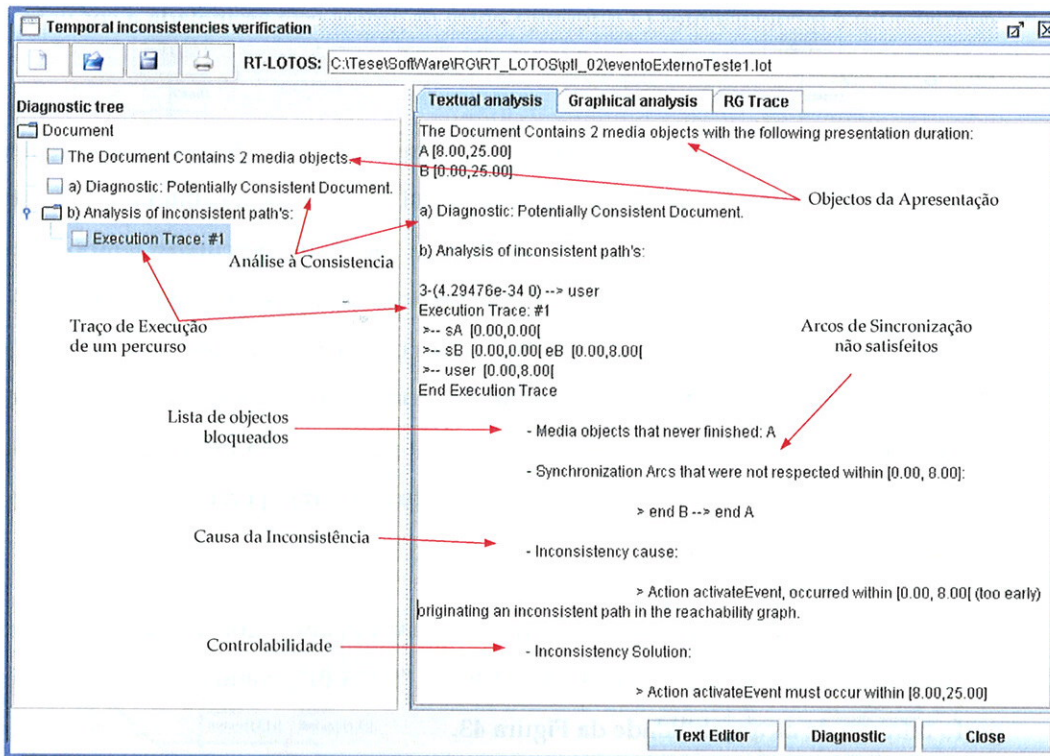 Temporal inconsistencies verification
RT-LOTOS: C:\Tese\SoftWare\RG\RT_LOTOS\ptl_02\eventoExternoTeste1.lot
Diagnostic tree
Document
The Document Contains 2 media objects.
a) Diagnostic: Potentially Consistent Document.
b) Analysis of inconsistent path's:
Execution Trace: #1
Análise à Consistencia
Traço de Execução
de um percurso
Lista de objectos
bloqueados
Causa da Inconsistência
Controlabilidade
Textual analysis
Graphical analysis
RG Trace
The Document Contains 2 media objects with the following presentation duration:
A [8.00,25.00]
B [0.00,25.00]
Objectos da Apresentação
a) Diagnostic: Potentially Consistent Document.
b) Analysis of inconsistent path's:
3-(4.29476e-34 0) --> user
Execution Trace: #1
>-- sA [0.00,0.00[
>-- sB [0.00,0.00[ eB [0.00,8.00[
>-- user [0.00,8.00[
End Execution Trace
Arcos de Sincronização
não satisfeitos
- Media objects that never finished: A
- Synchronization Arcs that were not respected within [0.00, 8.00]:
> end B --> end A
- Inconsistency cause:
> Action activateEvent, occurred within [0.00, 8.00[ (too early)
originating an inconsistent path in the reachability graph.
- Inconsistency Solution:
> Action activateEvent must occur within [8.00,25.00]
Text Editor
Diagnostic
Close